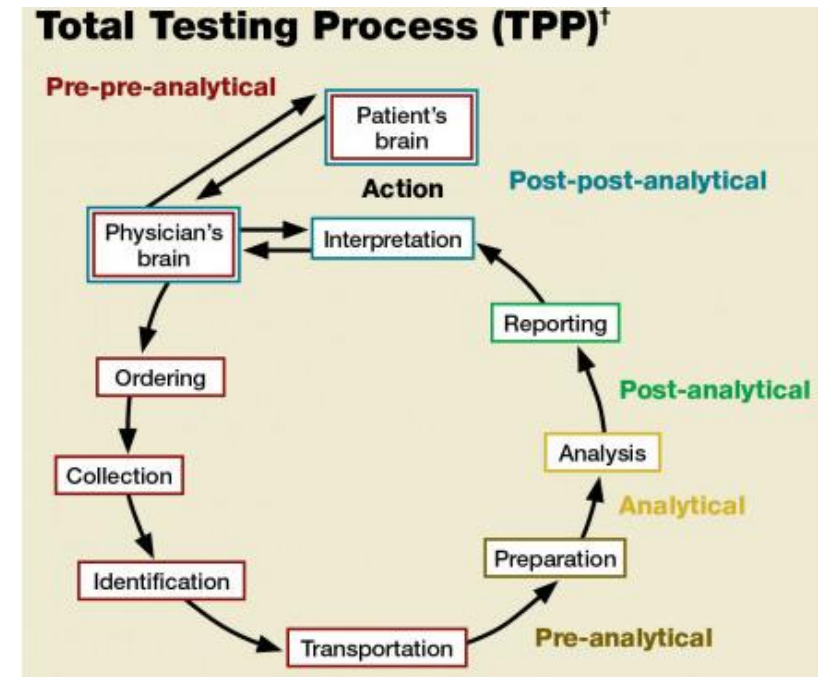 Total Testing Process (TPP)†
Pre-pre-analytical
Patient's
brain
Action
Post-post-analytical
Physician's
brain
Interpretation
Reporting
Ordering
Post-analytical
Analysis
Collection
Analytical
Preparation
Identification
Pre-analytical
Transportation